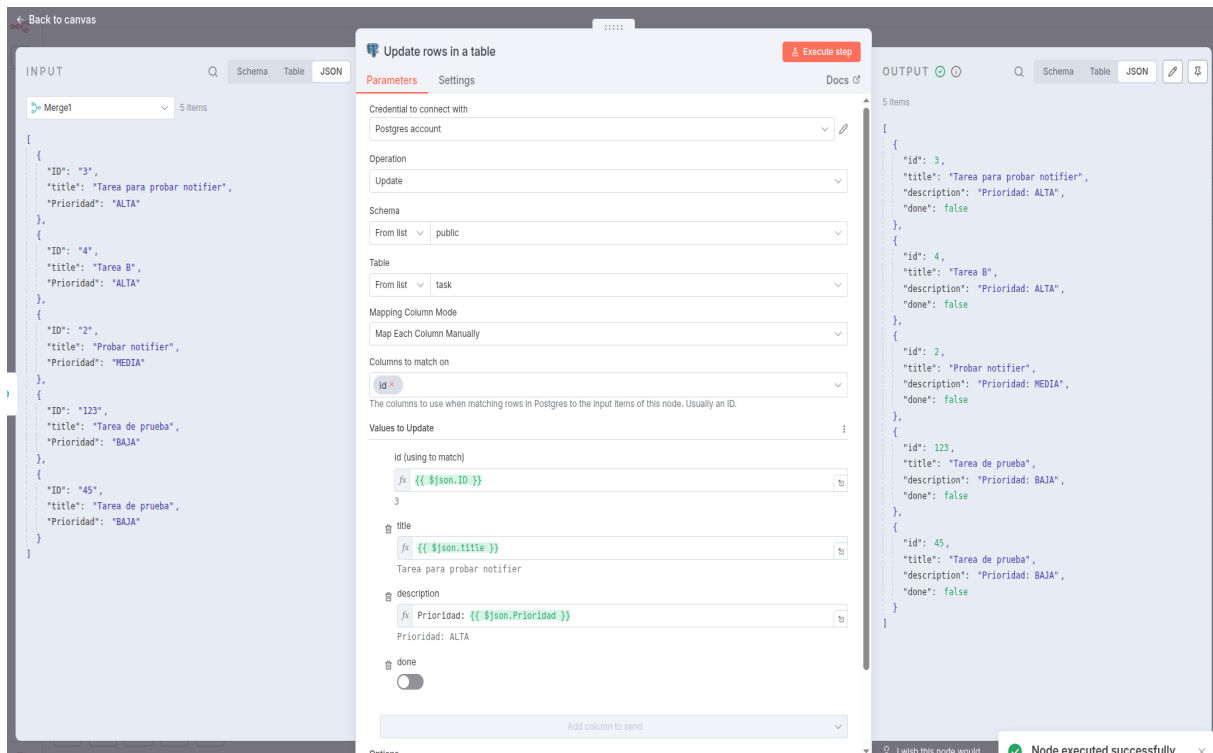 ← Back to canvas
INPUT
Schema Table JSON
Merge1
5 items
[
{
"ID": "3",
"title": "Tarea para probar notifier",
"Prioridad": "ALTA"
},
{
"ID": "4",
"title": "Tarea B",
"Prioridad": "ALTA"
},
{
"ID": "2",
"title": "Probar notifier",
"Prioridad": "MEDIA"
},
{
"ID": "123",
"title": "Tarea de prueba",
"Prioridad": "BAJA"
},
{
"ID": "45",
"title": "Tarea de prueba",
"Prioridad": "BAJA"
}
]
Update rows in a table
Execute step
Parameters Settings
Docs
Credential to connect with
Postgres account
Operation
Update
Schema
From list public
Table
From list task
Mapping Column Mode
Map Each Column Manually
Columns to match on
id ×
The columns to use when matching rows in Postgres to the input items of this node. Usually an ID.
Values to Update
id (using to match)
fx {{ $json.ID }}
3
title
fx {{ $json.title }}
Tarea para probar notifier
description
fx Prioridad: {{ $json.Prioridad }}
Prioridad: ALTA
done
Add column to send
Options
OUTPUT
Schema Table JSON
5 items
[
{
"id": 3,
"title": "Tarea para probar notifier",
"description": "Prioridad: ALTA",
"done": false
},
{
"id": 4,
"title": "Tarea B",
"description": "Prioridad: ALTA",
"done": false
},
{
"id": 2,
"title": "Probar notifier",
"description": "Prioridad: MEDIA",
"done": false
},
{
"id": 123,
"title": "Tarea de prueba",
"description": "Prioridad: BAJA",
"done": false
},
{
"id": 45,
"title": "Tarea de prueba",
"description": "Prioridad: BAJA",
"done": false
}
]
I wish this node would
Node executed successfully